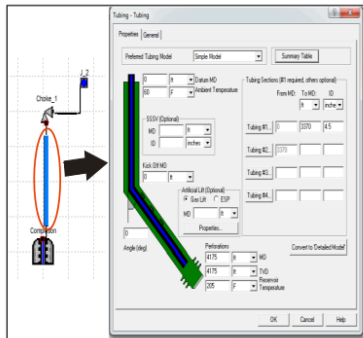 J_2
Choke_1
Completion
Tubing - Tubing
Properties General
Preferred Tubing Model Simple Model Summary Table
0 ft Datum MD
60 F Ambient Temperature
SSSV (Optional)
MD ft
ID inches
Kick Off MD
0 ft
Artificial Lift (Optional)
Gas Lift ESP
MD ft
Properties...
Angle (deg)
0
Perforations
4175 ft MD
4175 ft TVD
205 F Reservoir Temperature
Tubing Sections (#1 required, others optional)
From MD: To MD: ID
ft inches
Tubing #1... 0 3370 4.5
Tubing #2... 3370
Tubing #3...
Tubing #4...
Convert to Detailed Model
OK Cancel Help